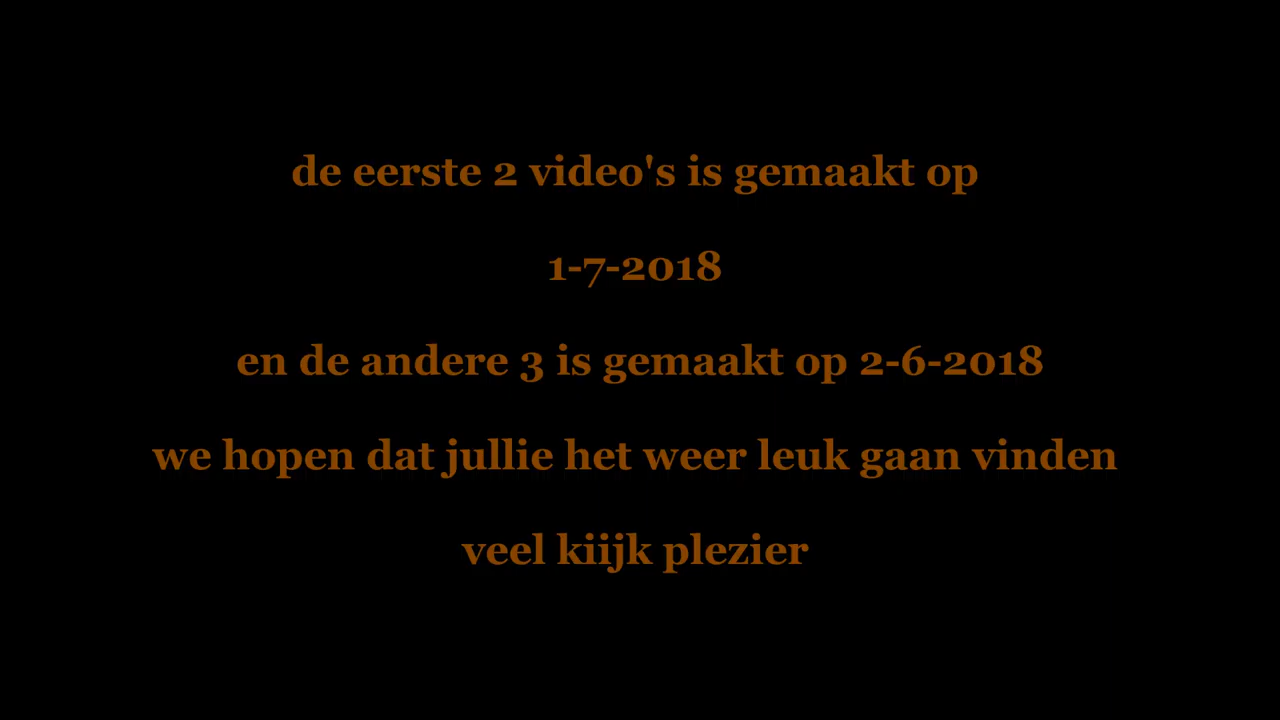 de eerste 2 video's is gemaakt op
1-7-2018
en de andere 3 is gemaakt op 2-6-2018
we hopen dat jullie het weer leuk gaan vinden
veel kiijk plezier